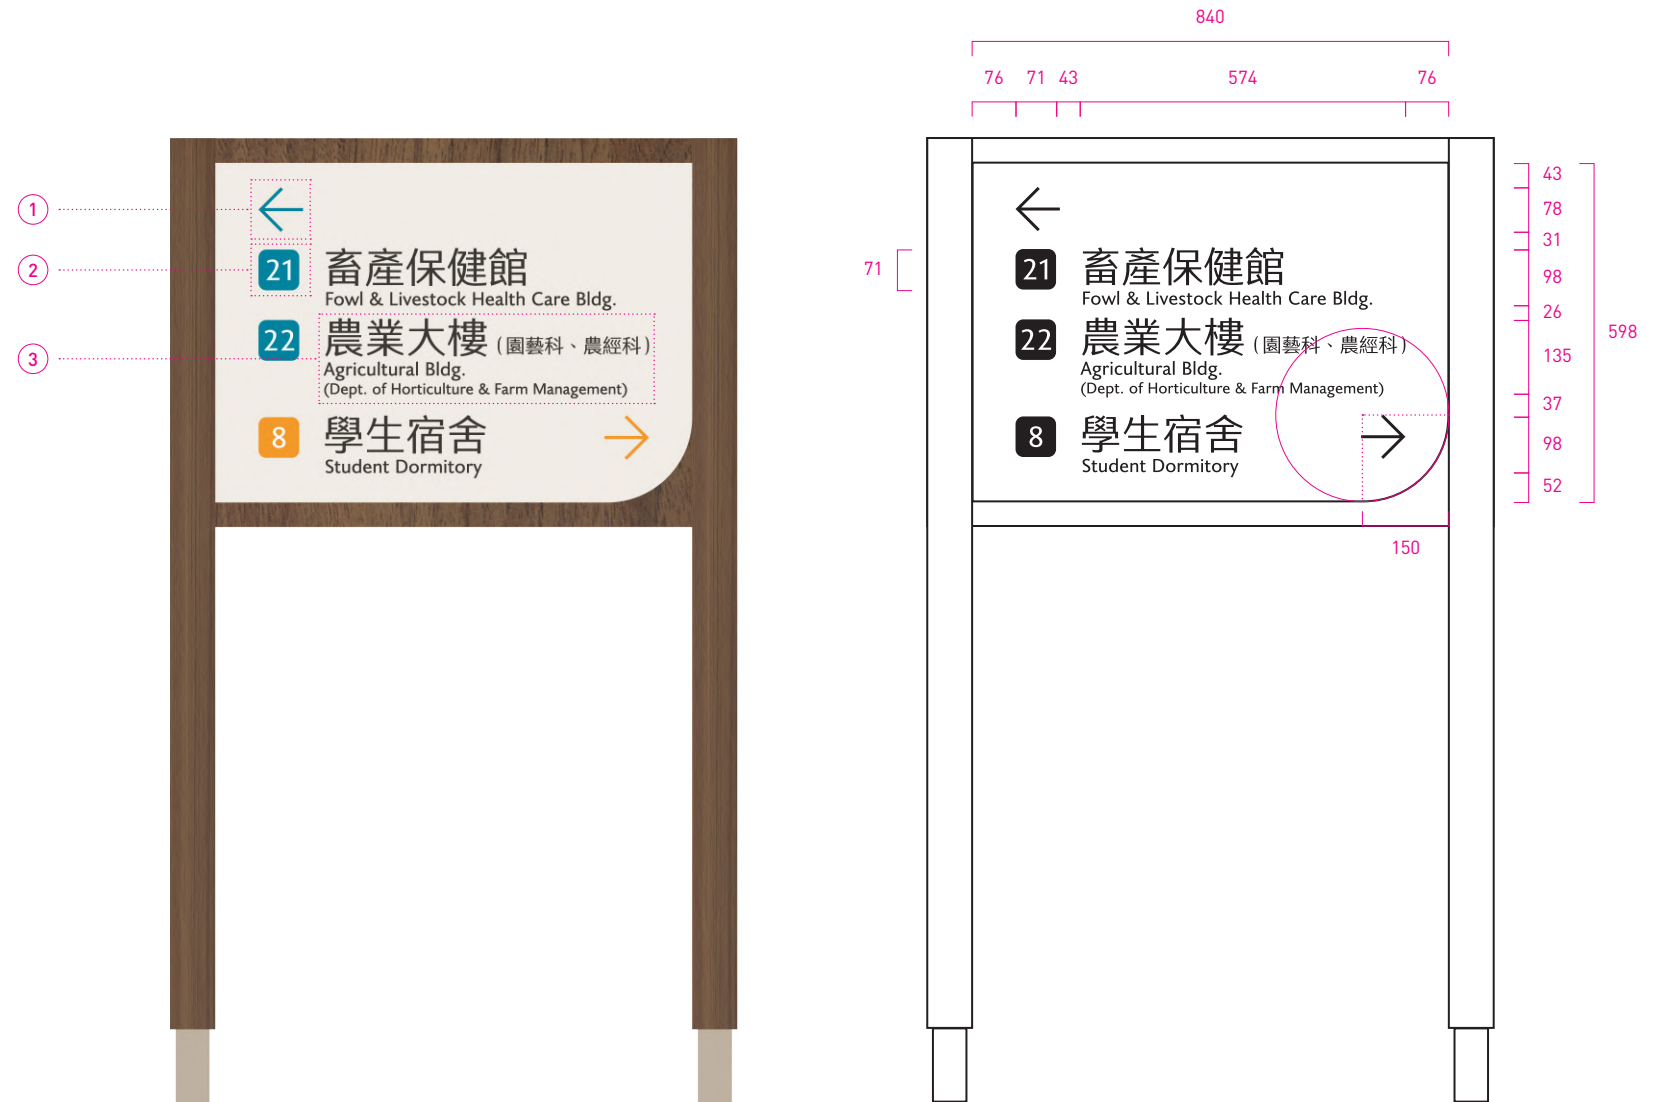 1
2
3
21 畜產保健館
Fowl & Livestock Health Care Bldg.
22 農業大樓 (園藝科、農經科)
Agricultural Bldg.
(Dept. of Horticulture & Farm Management)
8 學生宿舍
Student Dormitory
840
76 71 43 574 76
71
21 畜產保健館
Fowl & Livestock Health Care Bldg.
22 農業大樓 (園藝科、農經科)
Agricultural Bldg.
(Dept. of Horticulture & Farm Management)
8 學生宿舍
Student Dormitory
43
78
31
98
26
135
37
98
52
598
150